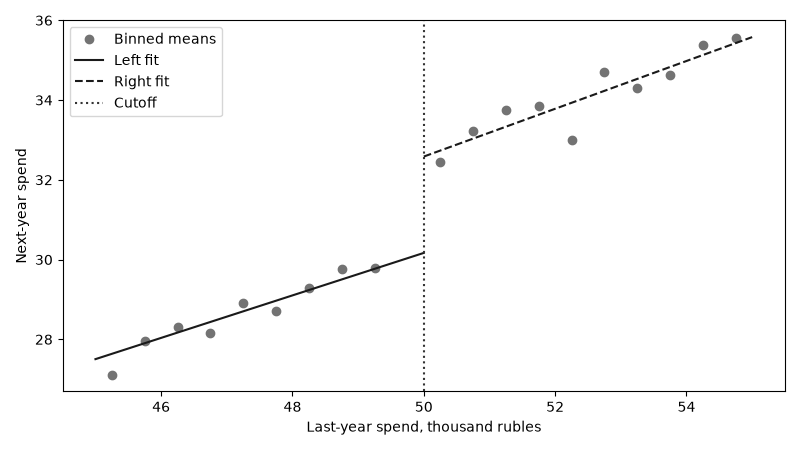 36
34
32
30
28
Next-year spend
Binned means
Left fit
Right fit
Cutoff
46
48
50
52
54
Last-year spend, thousand rubles